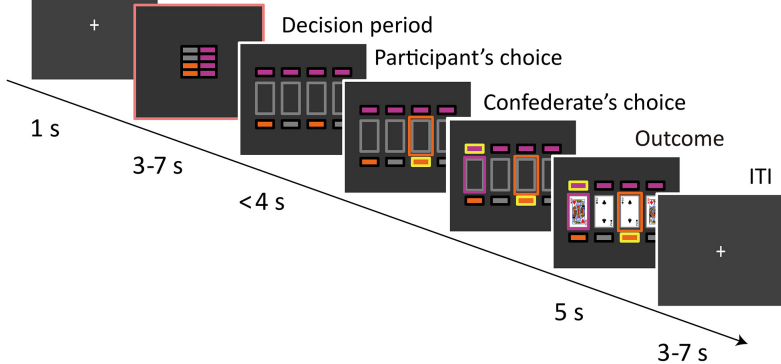 Decision period
Participant's choice
Confederate's choice
Outcome
ITI
1 s
3-7 s
<4 s
5 s
3-7 s